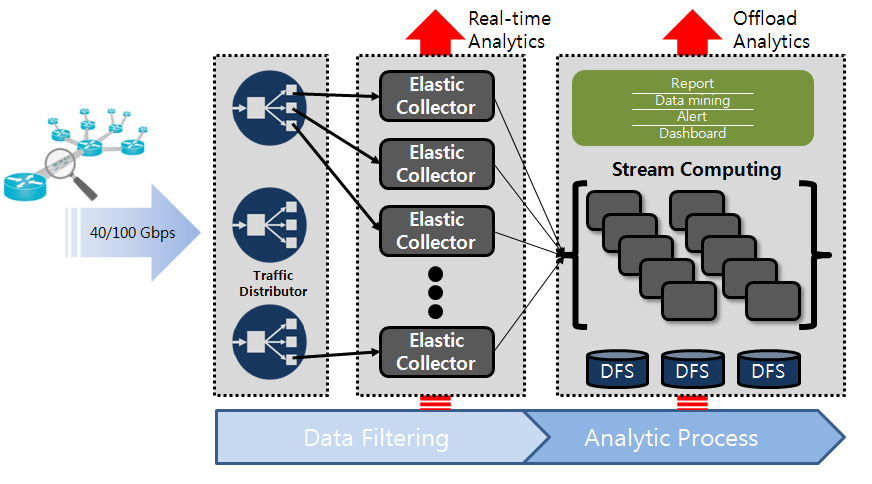 Real-time
Analytics
Offload
Analytics
Elastic
Collector
Report
Data mining
Alert
Dashboard
Elastic
Collector
Stream Computing
40/100 Gbps
Elastic
Collector
Traffic
Distributor
Elastic
Collector
DFS
DFS
DFS
Data Filtering
Analytic Process